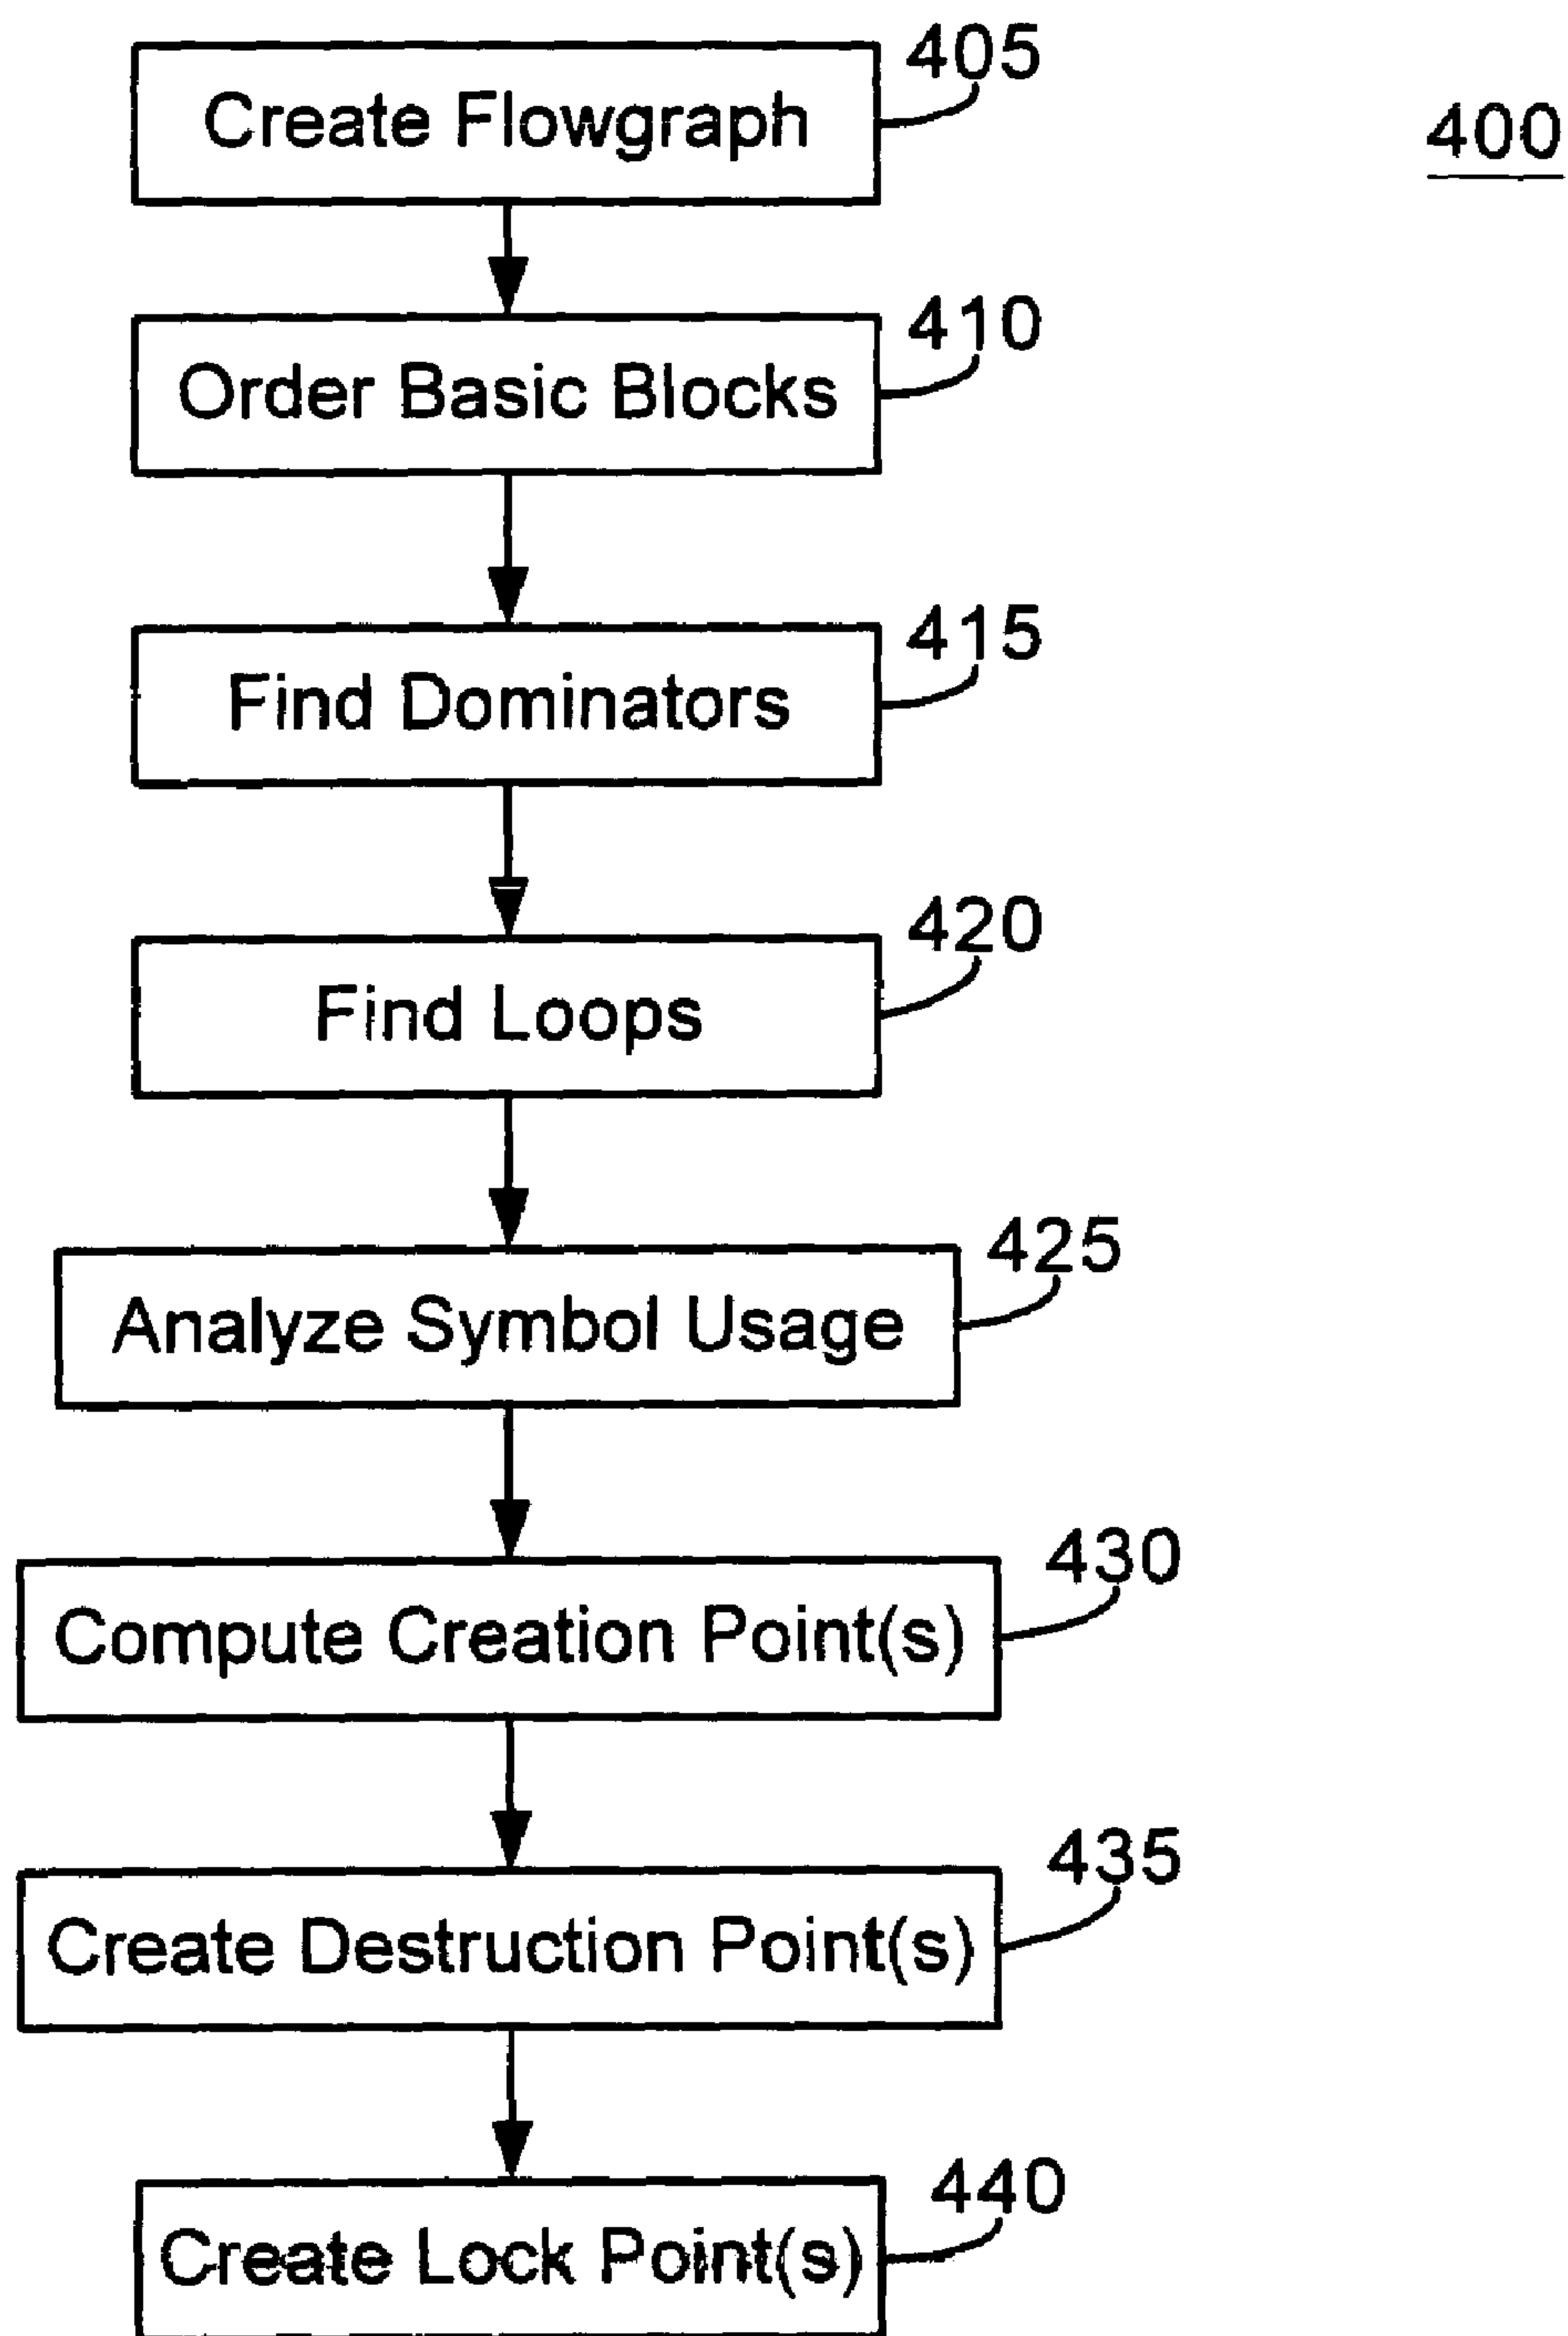 405
Create Flowgraph
400
410
Order Basic Blocks
415
Find Dominators
420
Find Loops
425
Analyze Symbol Usage
430
Compute Creation Point(s)
435
Create Destruction Point(s)
440
Create Lock Point(s)